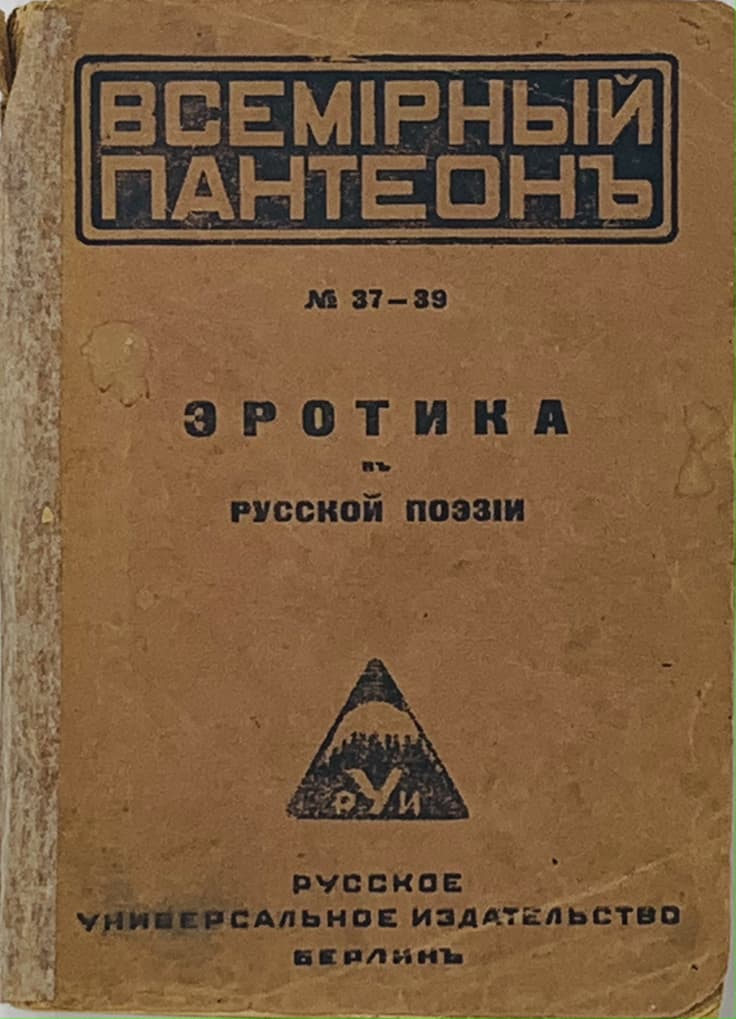 ВСЕМІРНЫЙ
ПАНТЕОНЪ
№ 37–39
ЭРОТИКА
въ
РУССКОЙ ПОЭЗІИ
РУИ
РУССКОЕ
УНИВЕРСАЛЬНОЕ ИЗДАТЕЛЬСТВО
БЕРЛИНЪ